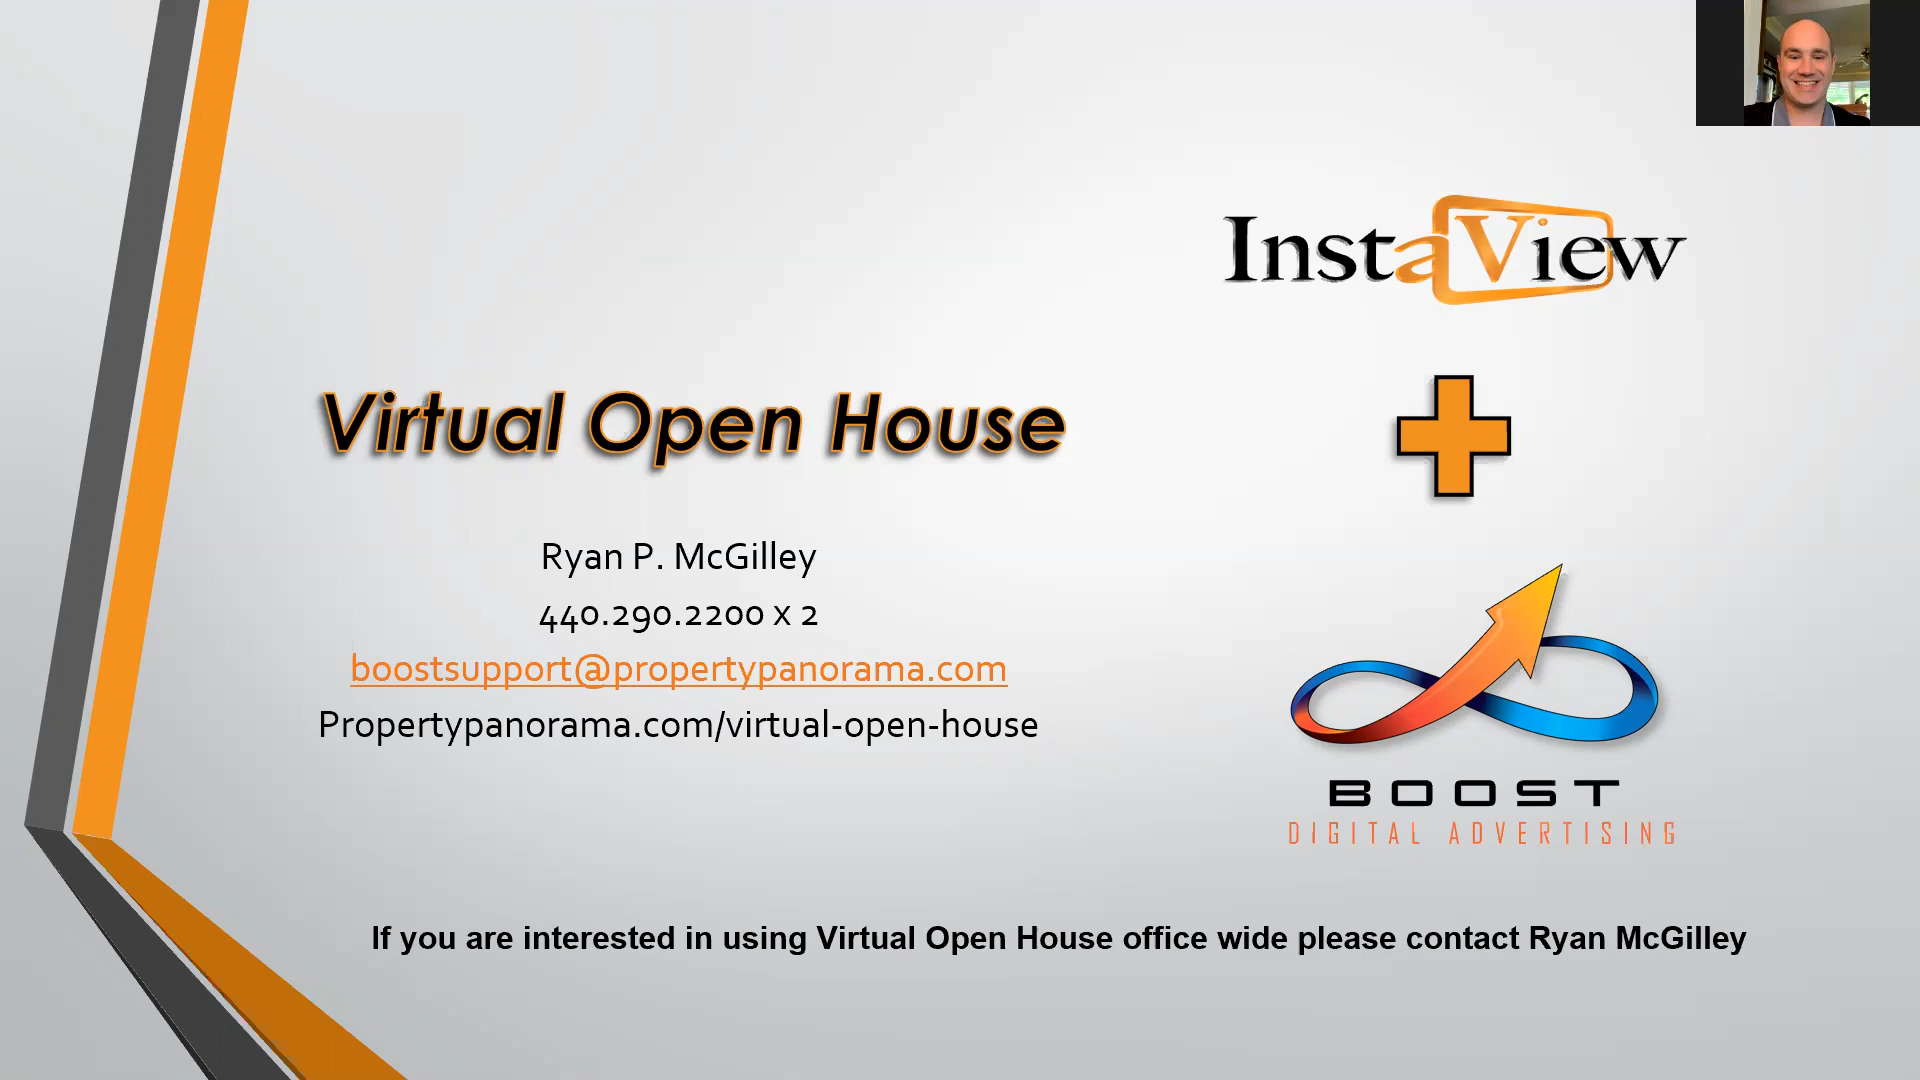 InstaView
Virtual Open House
Ryan P. McGilley
440.290.2200 x 2
boostsupport@propertypanorama.com
Propertypanorama.com/virtual-open-house
BOOST
DIGITAL ADVERTISING
If you are interested in using Virtual Open House office wide please contact Ryan McGilley